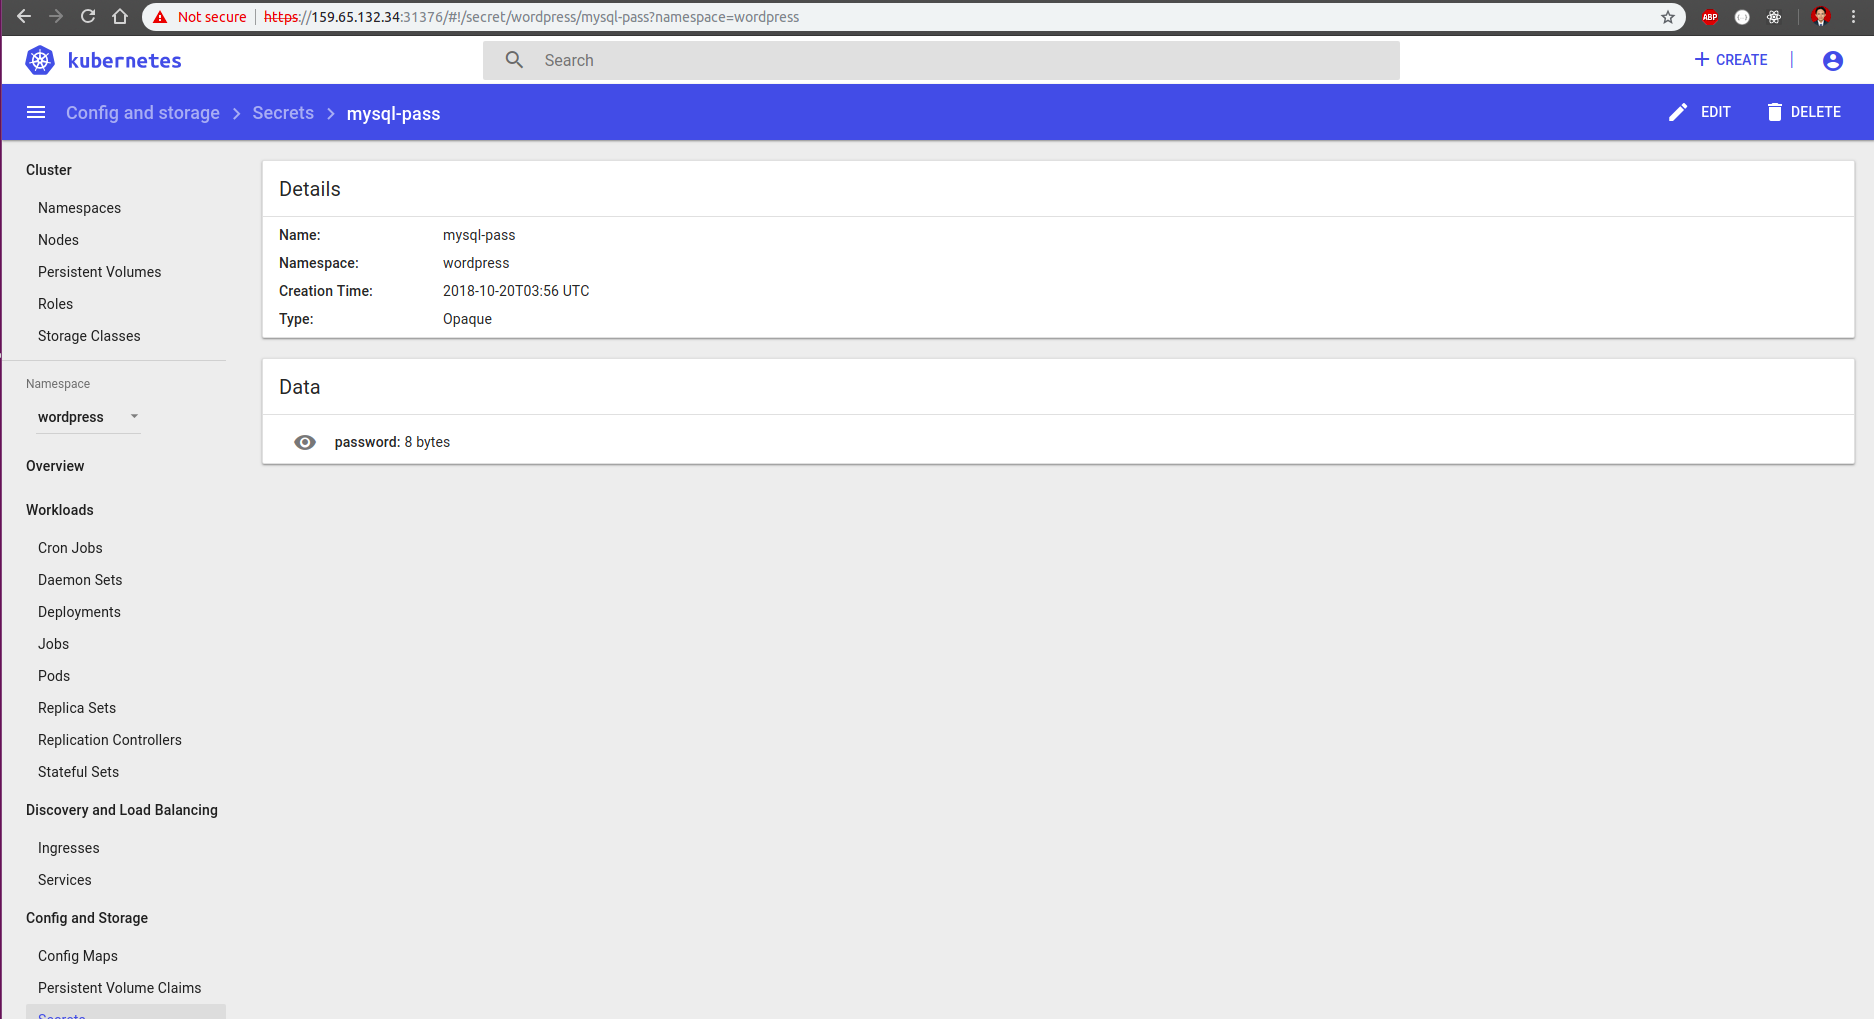 Not secure https://159.65.132.34:31376/#!/secret/wordpress/mysql-pass?namespace=wordpress ABP
kubernetes Search CREATE
Config and storage Secrets mysql-pass EDIT DELETE
Cluster
Namespaces
Nodes
Persistent Volumes
Roles
Storage Classes
Namespace
wordpress
Overview
Workloads
Cron Jobs
Daemon Sets
Deployments
Jobs
Pods
Replica Sets
Replication Controllers
Stateful Sets
Discovery and Load Balancing
Ingresses
Services
Config and Storage
Config Maps
Persistent Volume Claims
Secrets
Details
Name: mysql-pass
Namespace: wordpress
Creation Time: 2018-10-20T03:56 UTC
Type: Opaque
Data
password: 8 bytes